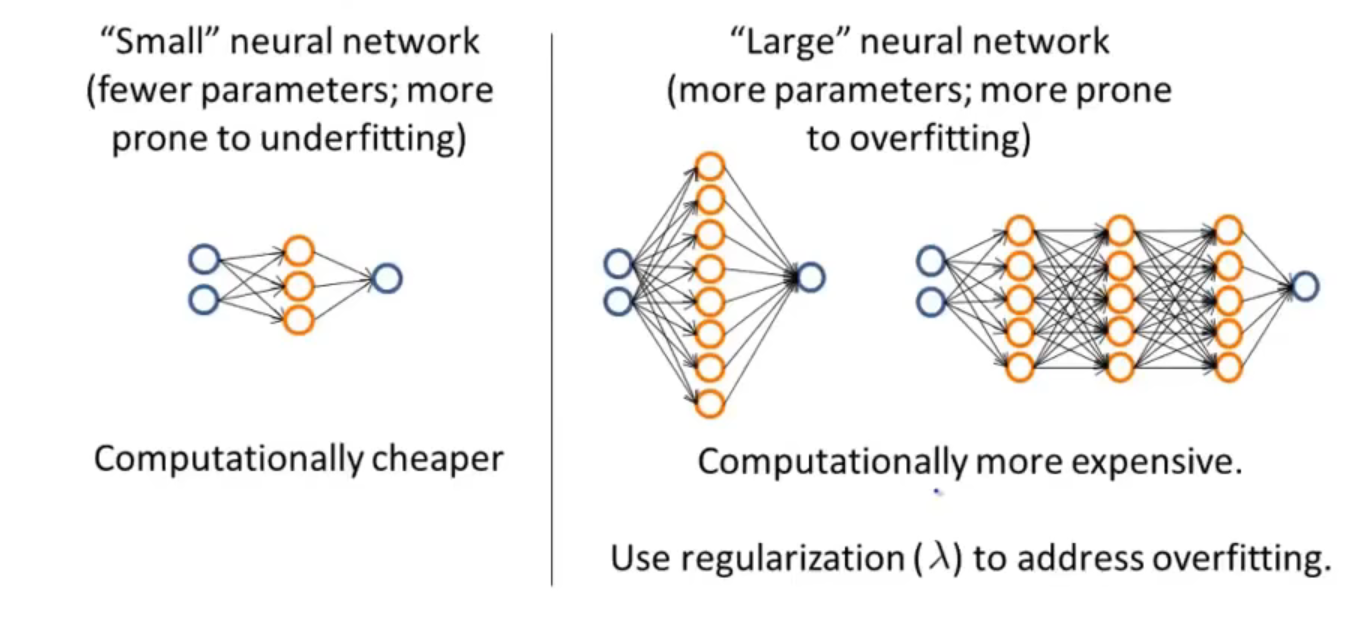 “Small” neural network
(fewer parameters; more
prone to underfitting)
Computationally cheaper
“Large” neural network
(more parameters; more prone
to overfitting)
Computationally more expensive.
Use regularization (λ) to address overfitting.